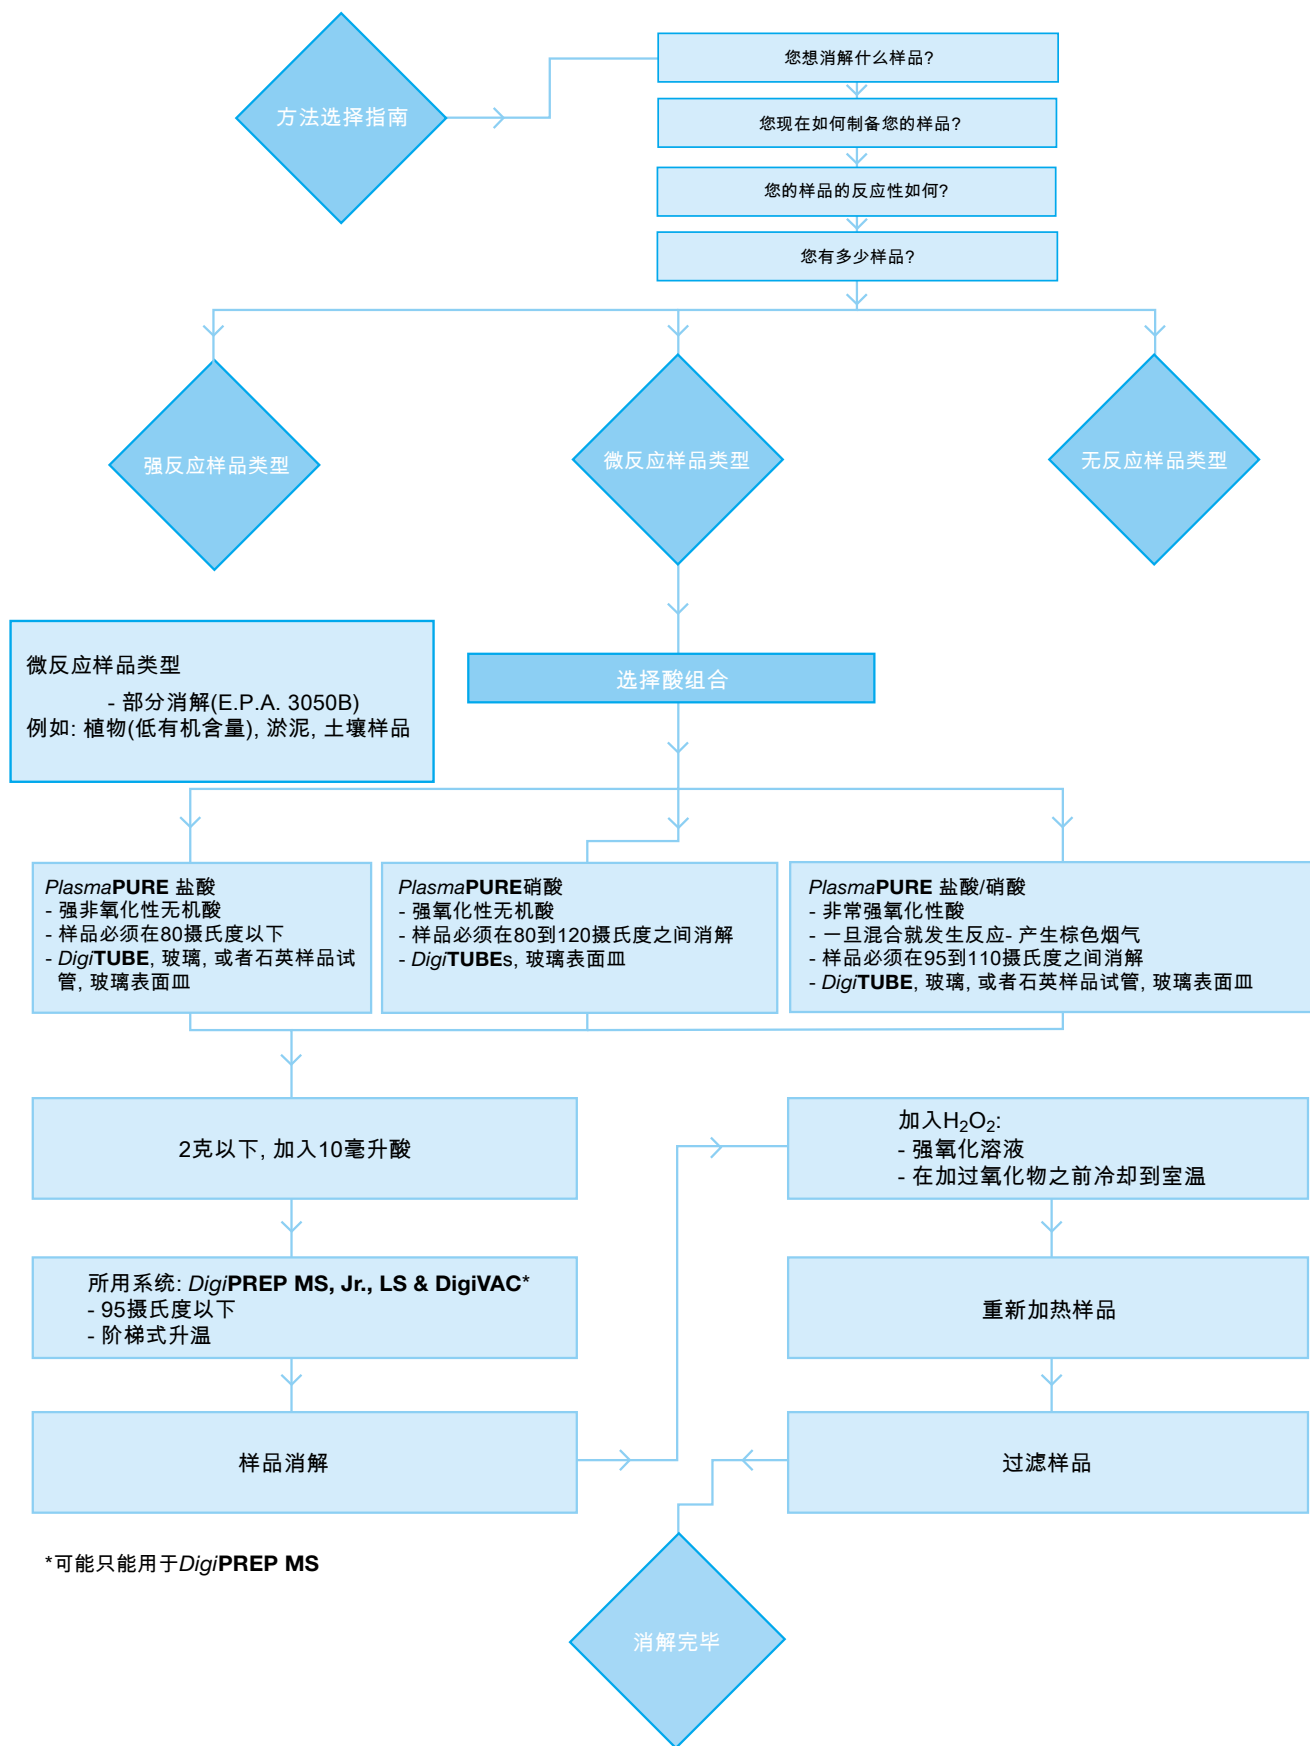 方法选择指南
您想消解什么样品?
您现在如何制备您的样品?
您的样品的反应性如何?
您有多少样品?
强反应样品类型
微反应样品类型
无反应样品类型
微反应样品类型
- 部分消解(E.P.A. 3050B)
例如: 植物(低有机含量), 淤泥, 土壤样品
选择酸组合
PlasmaPURE 盐酸
- 强非氧化性无机酸
- 样品必须在80摄氏度以下
- DigiTUBE, 玻璃, 或者石英样品试
管, 玻璃表面皿
PlasmaPURE硝酸
- 强氧化性无机酸
- 样品必须在80到120摄氏度之间消解
- DigiTUBEs, 玻璃表面皿
PlasmaPURE 盐酸/硝酸
- 非常强氧化性酸
- 一旦混合就发生反应- 产生棕色烟气
- 样品必须在95到110摄氏度之间消解
- DigiTUBE, 玻璃, 或者石英样品试管, 玻璃表面皿
2克以下, 加入10毫升酸
所用系统: DigiPREP MS, Jr., LS & DigiVAC*
- 95摄氏度以下
- 阶梯式升温
样品消解
加入H₂O₂:
- 强氧化溶液
- 在加过氧化物之前冷却到室温
重新加热样品
过滤样品
*可能只能用于DigiPREP MS
消解完毕